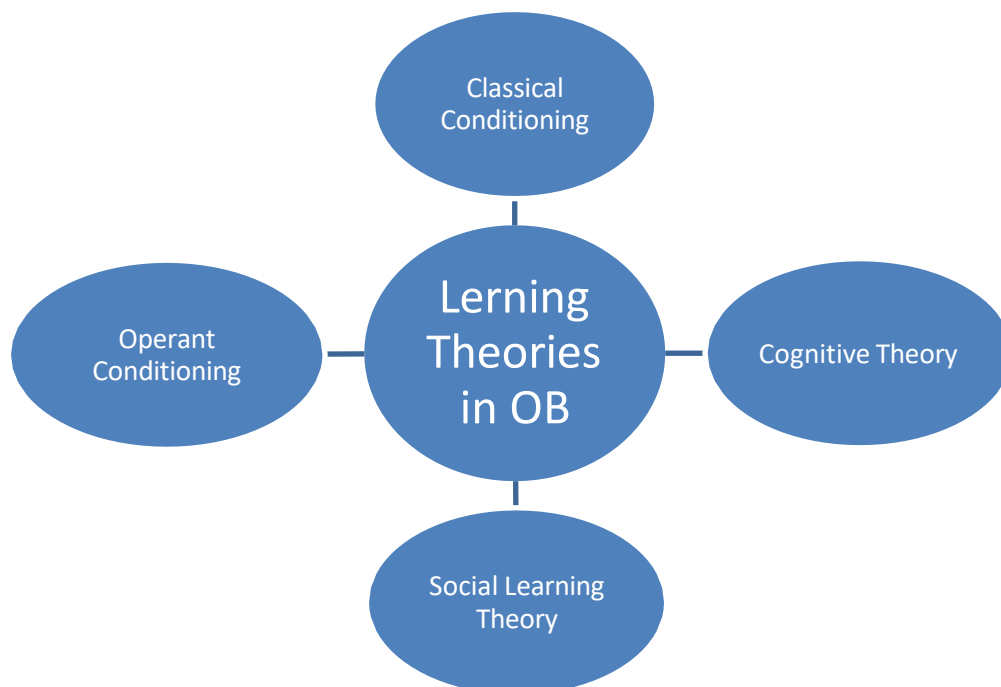 Classical
Conditioning
Operant
Conditioning
Lerning
Theories
in OB
Cognitive Theory
Social Learning
Theory